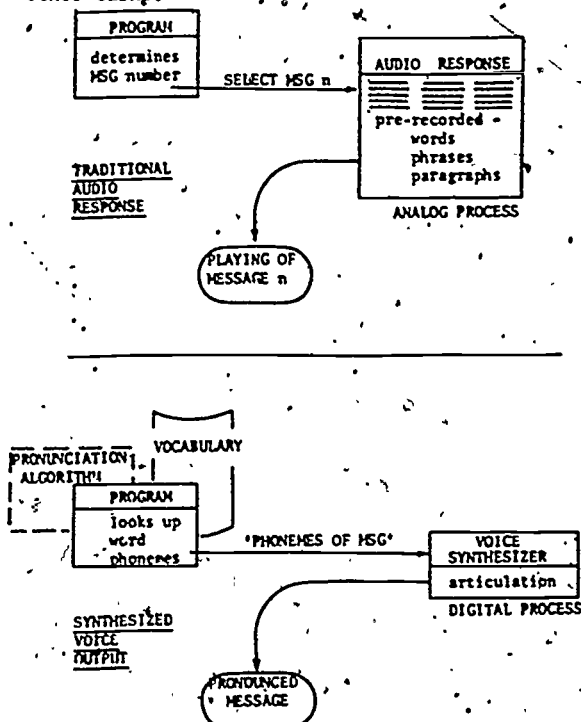 PROGRAM
determines
MSG number
SELECT MSG n
AUDIO RESPONSE
pre-recorded
words
phrases
paragraphs
ANALOG PROCESS
TRADITIONAL
AUDIO
RESPONSE
PLAYING OF
MESSAGE n
VOCABULARY
PRONUNCIATION
ALGORITHM
PROGRAM
looks up
word
phonemes
"PHONEMES OF MSG"
VOICE
SYNTHESIZER
articulation
DIGITAL PROCESS
SYNTHESIZED
VOICE
OUTPUT
PRONOUNCED
MESSAGE